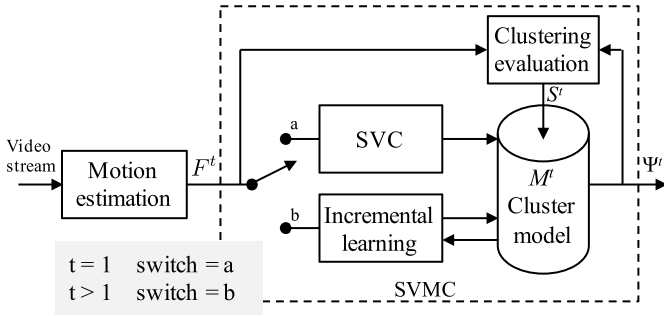 Clustering
evaluation
S^t
a
SVC
Video
stream
Motion
estimation
F^t
M^t
Cluster
model
Ψ^t
b
Incremental
learning
t = 1 switch = a
t > 1 switch = b
SVMC